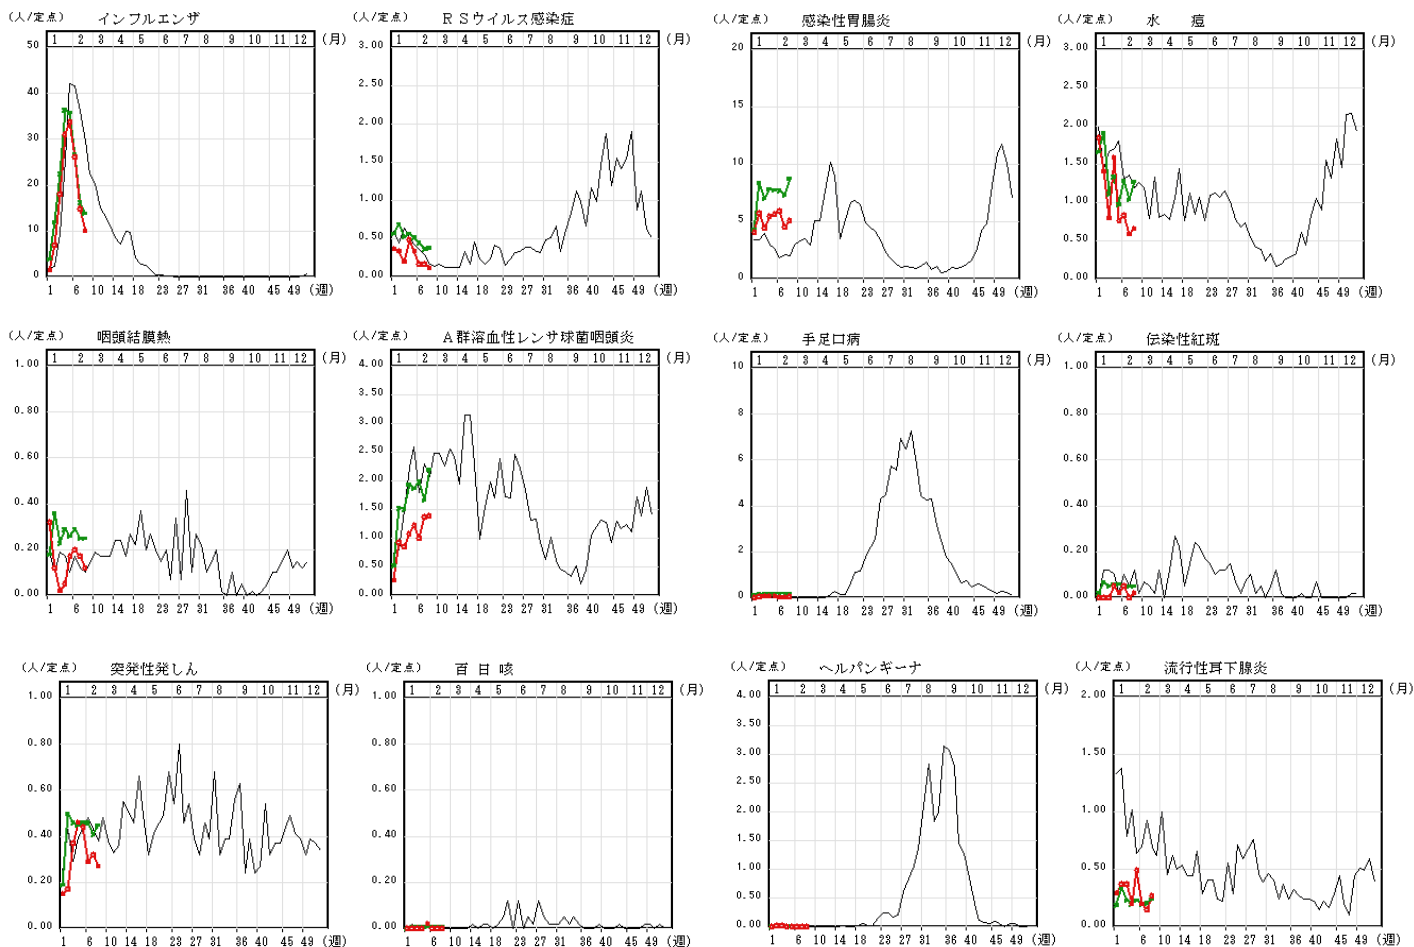 (人/定点) インフルエンザ
1 2 3 4 5 6 7 8 9 10 11 12 (月)
50
40
30
20
10
0
1 6 10 14 18 23 27 31 36 40 45 49 (週)
(人/定点) RSウイルス感染症
1 2 3 4 5 6 7 8 9 10 11 12 (月)
3.00
2.50
2.00
1.50
1.00
0.50
0.00
1 6 10 14 18 23 27 31 36 40 45 49 (週)
(人/定点) 感染性胃腸炎
1 2 3 4 5 6 7 8 9 10 11 12 (月)
20
15
10
5
0
1 6 10 14 18 23 27 31 36 40 45 49 (週)
(人/定点) 水 痘
1 2 3 4 5 6 7 8 9 10 11 12 (月)
3.00
2.50
2.00
1.50
1.00
0.50
0.00
1 6 10 14 18 23 27 31 36 40 45 49 (週)
(人/定点) 咽頭結膜熱
1 2 3 4 5 6 7 8 9 10 11 12 (月)
1.00
0.80
0.60
0.40
0.20
0.00
1 6 10 14 18 23 27 31 36 40 45 49 (週)
(人/定点) A群溶血性レンサ球菌咽頭炎
1 2 3 4 5 6 7 8 9 10 11 12 (月)
4.00
3.50
3.00
2.50
2.00
1.50
1.00
0.50
0.00
1 6 10 14 18 23 27 31 36 40 45 49 (週)
(人/定点) 手足口病
1 2 3 4 5 6 7 8 9 10 11 12 (月)
10
8
6
4
2
0
1 6 10 14 18 23 27 31 36 40 45 49 (週)
(人/定点) 伝染性紅斑
1 2 3 4 5 6 7 8 9 10 11 12 (月)
1.00
0.80
0.60
0.40
0.20
0.00
1 6 10 14 18 23 27 31 36 40 45 49 (週)
(人/定点) 突発性発しん
1 2 3 4 5 6 7 8 9 10 11 12 (月)
1.00
0.80
0.60
0.40
0.20
0.00
1 6 10 14 18 23 27 31 36 40 45 49 (週)
(人/定点) 百 日 咳
1 2 3 4 5 6 7 8 9 10 11 12 (月)
1.00
0.80
0.60
0.40
0.20
0.00
1 6 10 14 18 23 27 31 36 40 45 49 (週)
(人/定点) ヘルパンギーナ
1 2 3 4 5 6 7 8 9 10 11 12 (月)
4.00
3.50
3.00
2.50
2.00
1.50
1.00
0.50
0.00
1 6 10 14 18 23 27 31 36 40 45 49 (週)
(人/定点) 流行性耳下腺炎
1 2 3 4 5 6 7 8 9 10 11 12 (月)
2.00
1.50
1.00
0.50
0.00
1 6 10 14 18 23 27 31 36 40 45 49 (週)